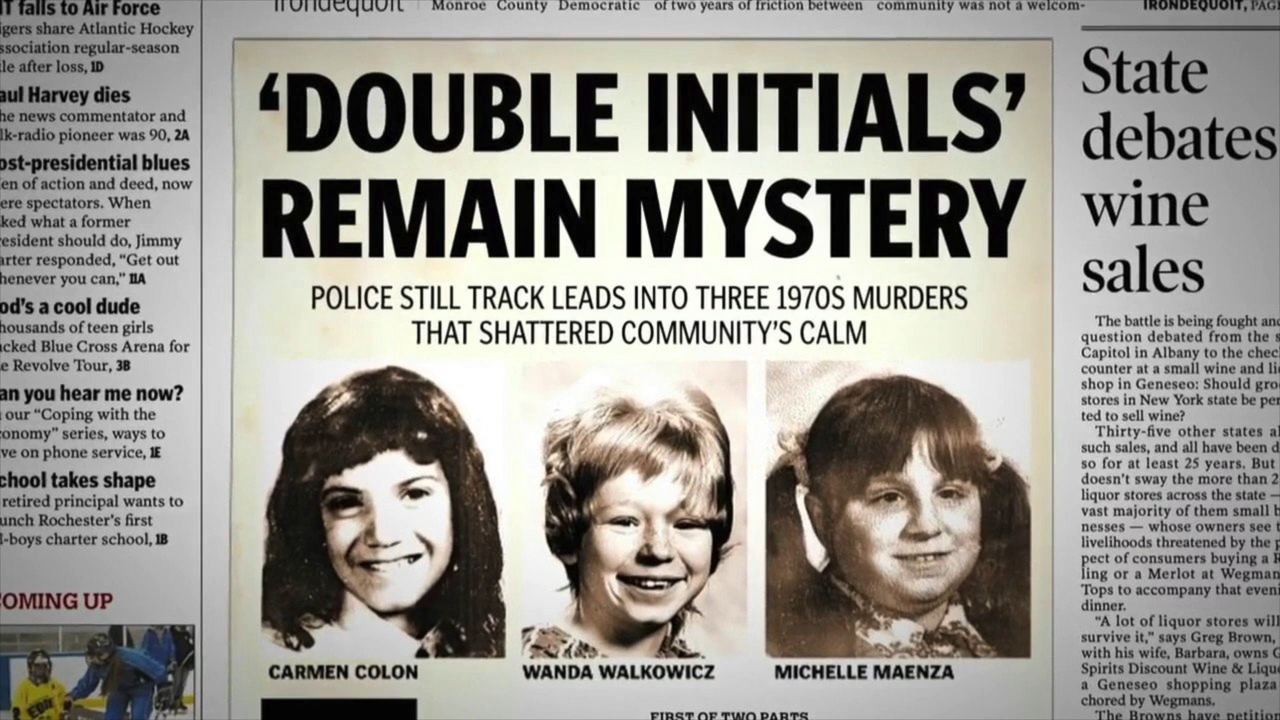 Irondequoit
Monroe County Democratic
of two years of friction between
community was not a welcom-
IRONDEQUOIT, PAG
IT falls to Air Force
igers share Atlantic Hockey
ssociation regular-season
le after loss, 1D
aul Harvey dies
he news commentator and
lk-radio pioneer was 90, 2A
ost-presidential blues
en of action and deed, now
ere spectators. When
ked what a former
resident should do, Jimmy
arter responded, “Get out
henever you can,” 11A
od's a cool dude
housands of teen girls
acked Blue Cross Arena for
e Revolve Tour, 3B
an you hear me now?
our “Coping with the
conomy” series, ways to
ve on phone service, 1E
chool takes shape
retired principal wants to
unch Rochester's first
l-boys charter school, 1B
OMING UP
‘DOUBLE INITIALS’
REMAIN MYSTERY
POLICE STILL TRACK LEADS INTO THREE 1970S MURDERS
THAT SHATTERED COMMUNITY'S CALM
CARMEN COLON
WANDA WALKOWICZ
MICHELLE MAENZA
FIRST OF TWO PARTS
State
debates
wine
sales
The battle is being fought and
question debated from the s
Capitol in Albany to the chec
counter at a small wine and li
shop in Geneseo: Should gro
stores in New York state be per
ted to sell wine?
Thirty-five other states al
such sales, and all have been d
so for at least 25 years. But
doesn't sway the more than 2
liquor stores across the state —
vast majority of them small b
nesses — whose owners see t
livelihoods threatened by the p
pect of consumers buying a R
ling or a Merlot at Wegman
Tops to accompany that even
dinner.
“A lot of liquor stores will
survive it,” says Greg Brown,
with his wife, Barbara, owns G
Spirits Discount Wine & Liqu
a Geneseo shopping plaza
chored by Wegmans.
The Browns have petition